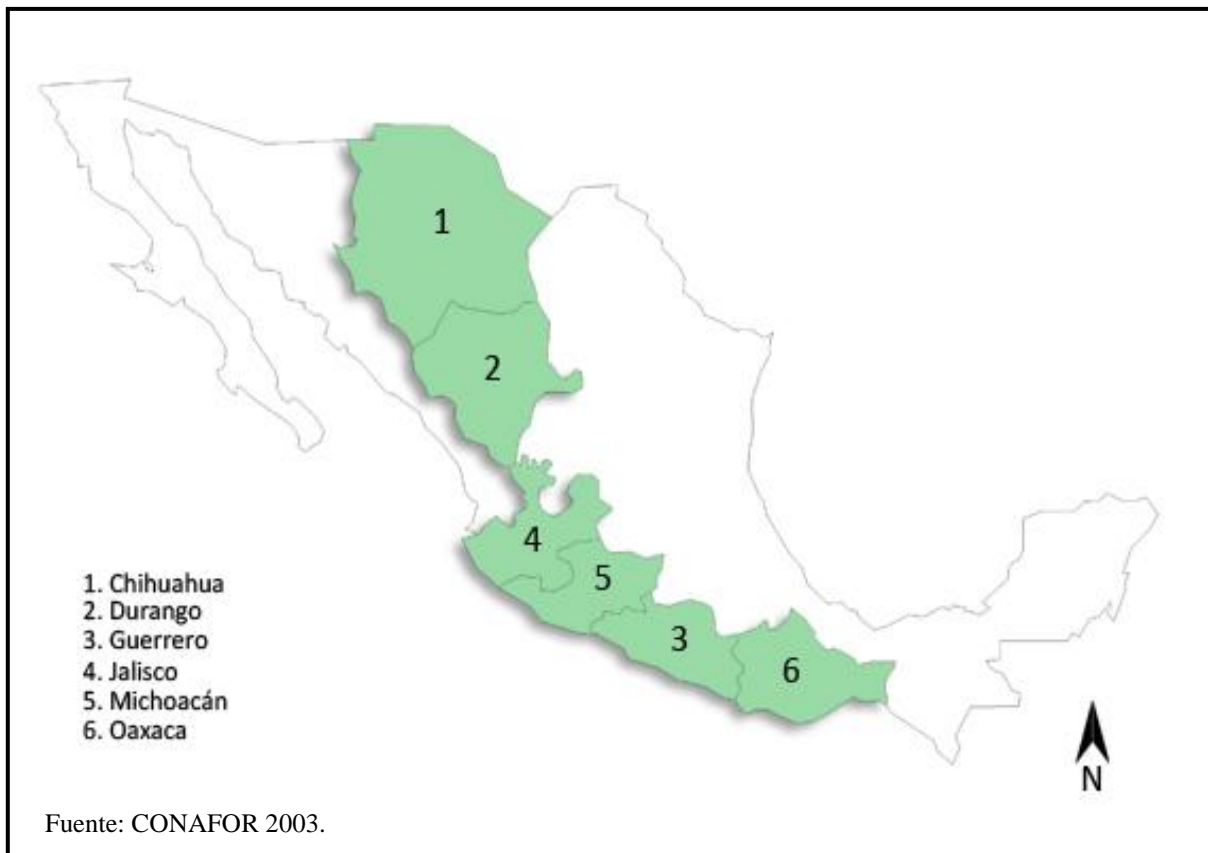 1
2
4
5
3
6
1. Chihuahua
2. Durango
3. Guerrero
4. Jalisco
5. Michoacán
6. Oaxaca
N
Fuente: CONAFOR 2003.